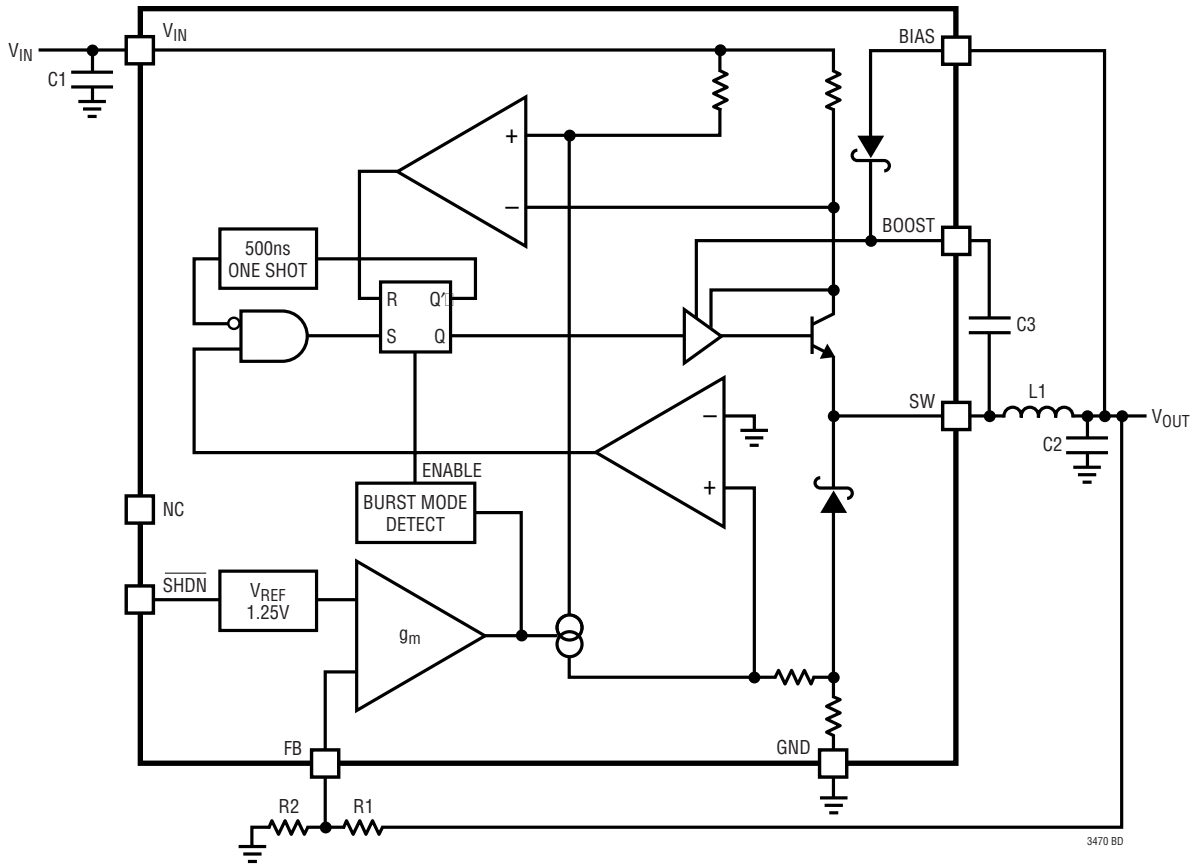 V_IN
V_IN
BIAS
C1
+
–
BOOST
500ns
ONE SHOT
R
Q′
S
Q
C3
SW
L1
V_OUT
–
C2
+
ENABLE
BURST MODE
DETECT
NC
SHDN
V_REF
1.25V
g_m
FB
GND
R2
R1
3470 BD